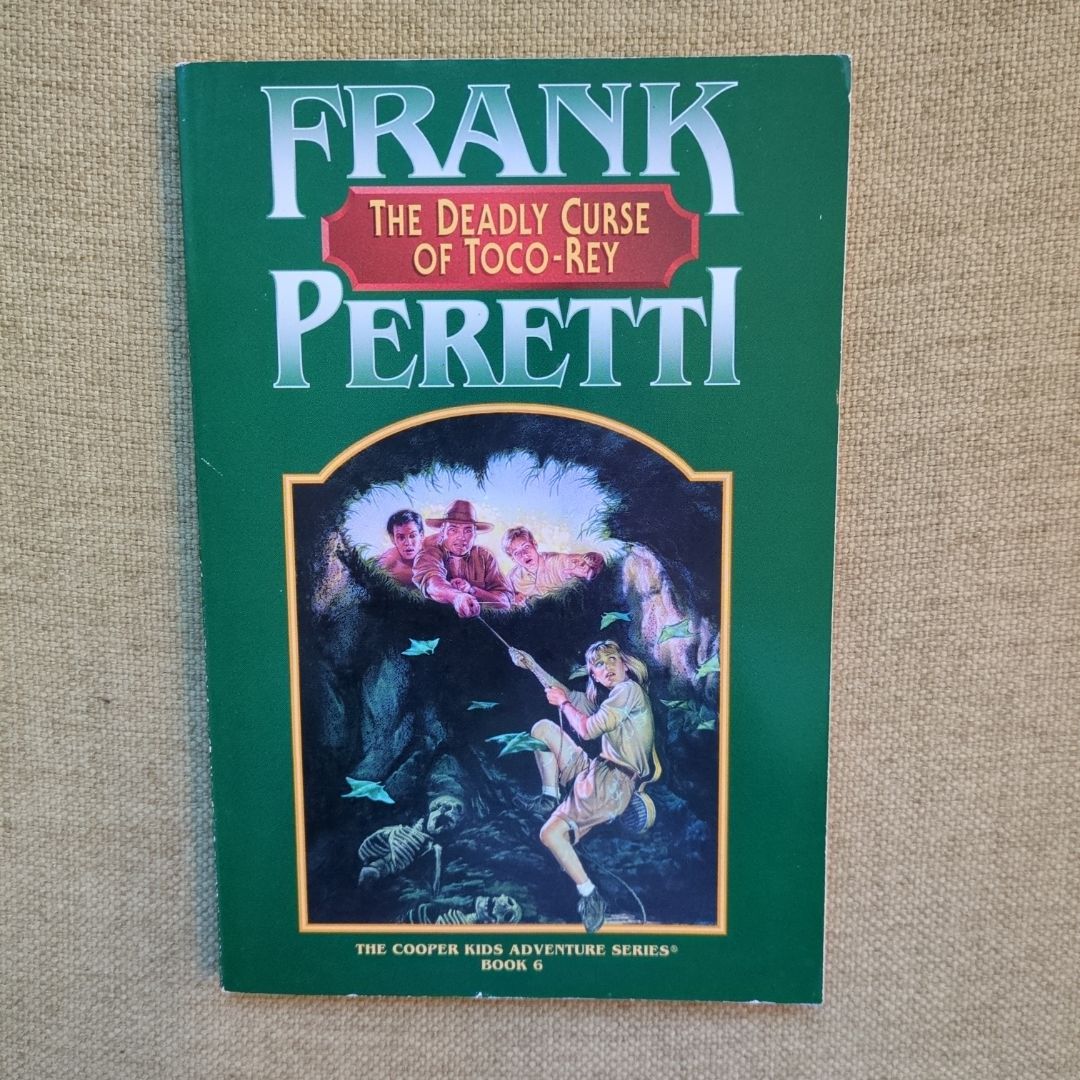 FRANK
THE DEADLY CURSE
OF TOCO-REY
PERETTI
THE COOPER KIDS ADVENTURE SERIES®
BOOK 6